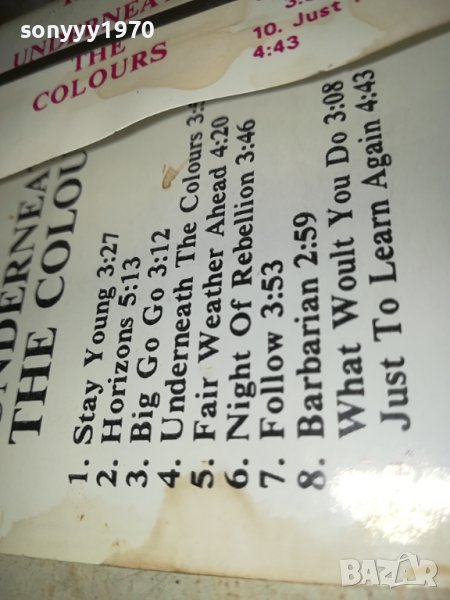 sonyyy1970
UNDERNEA
THE
COLOURS
10. Just
4:43
UNDERNEA
THE COLOU
1. Stay Young 3:27
2. Horizons 5:13
3. Big Go Go 3:12
4. Underneath The Colours 3:5
5. Fair Weather Ahead 4:20
6. Night Of Rebellion 3:46
7. Follow 3:53
8. Barbarian 2:59
What Woult You Do 3:08
Just To Learn Again 4:43
BAZAR
bg